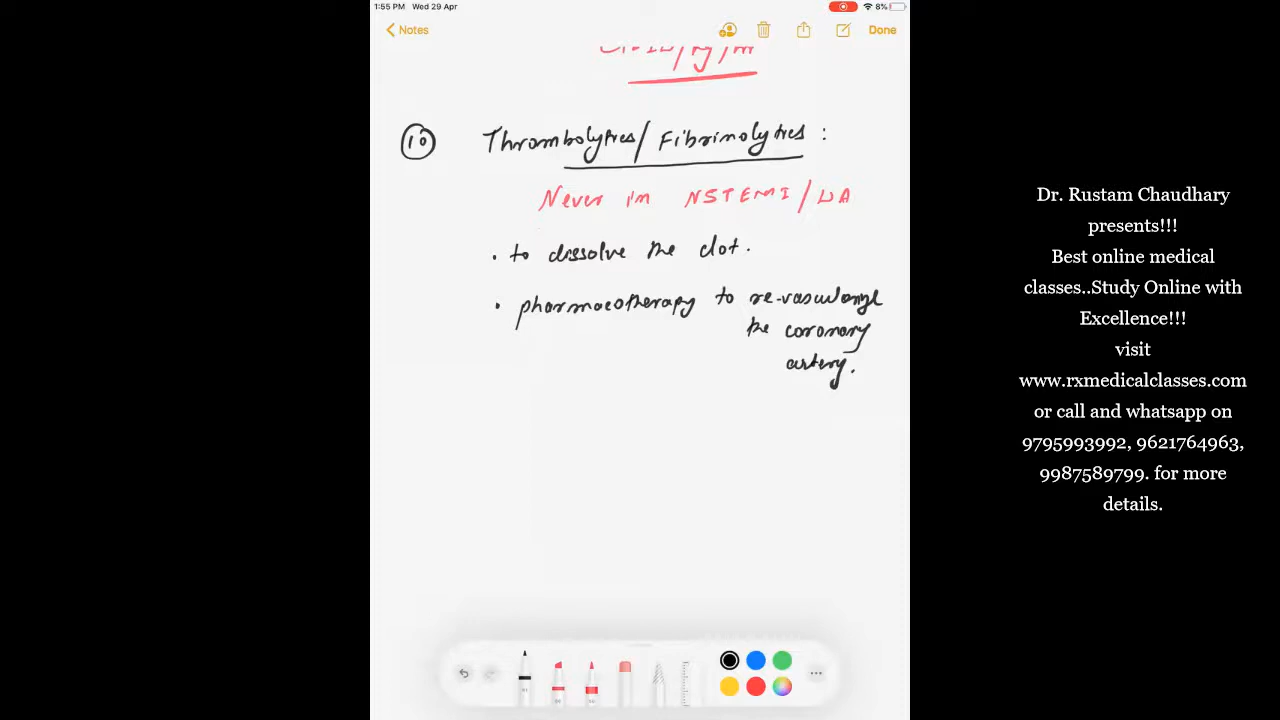 1:55 PM Wed 29 Apr
8%
Notes
Done
10 Thrombolytics/Fibrinolytics :
Never in NSTEMI/UA
• to dissolve the clot.
• pharmacotherapy to re-vascularize
the coronary
artery.
Dr. Rustam Chaudhary
presents!!!
Best online medical
classes..Study Online with
Excellence!!!
visit
www.rxmedicalclasses.com
or call and whatsapp on
9795993992, 9621764963,
9987589799. for more
details.